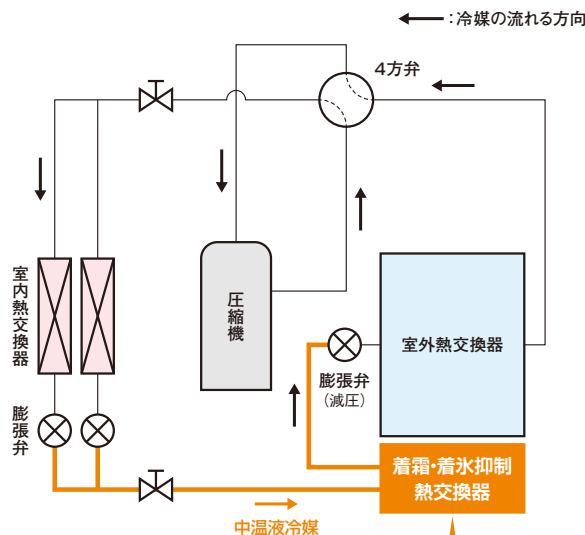 :冷媒の流れる方向
4方弁
室内熱交換器
圧縮機
室外熱交換器
膨張弁
(減圧)
膨張弁
着霜・着氷抑制
熱交換器
中温液冷媒